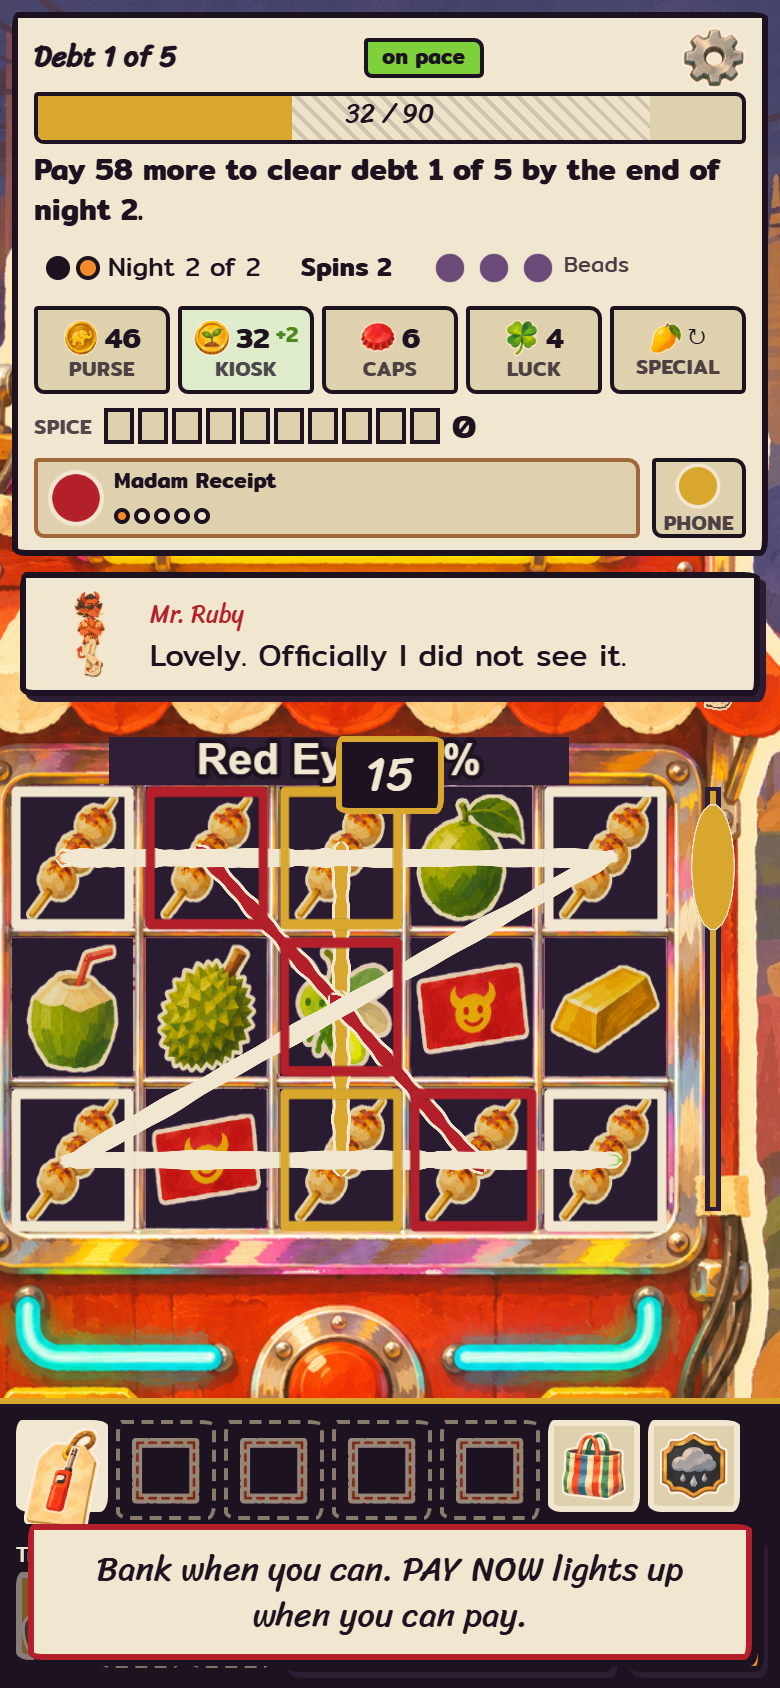 Debt 1 of 5
on pace
32 / 90
Pay 58 more to clear debt 1 of 5 by the end of
night 2.
Night 2 of 2
Spins 2
Beads
46
PURSE
32 +2
KIOSK
6
CAPS
4
LUCK
↻
SPECIAL
SPICE
0
Madam Receipt
PHONE
Mr. Ruby
Lovely. Officially I did not see it.
Red Ey
%
15
Bank when you can. PAY NOW lights up
when you can pay.